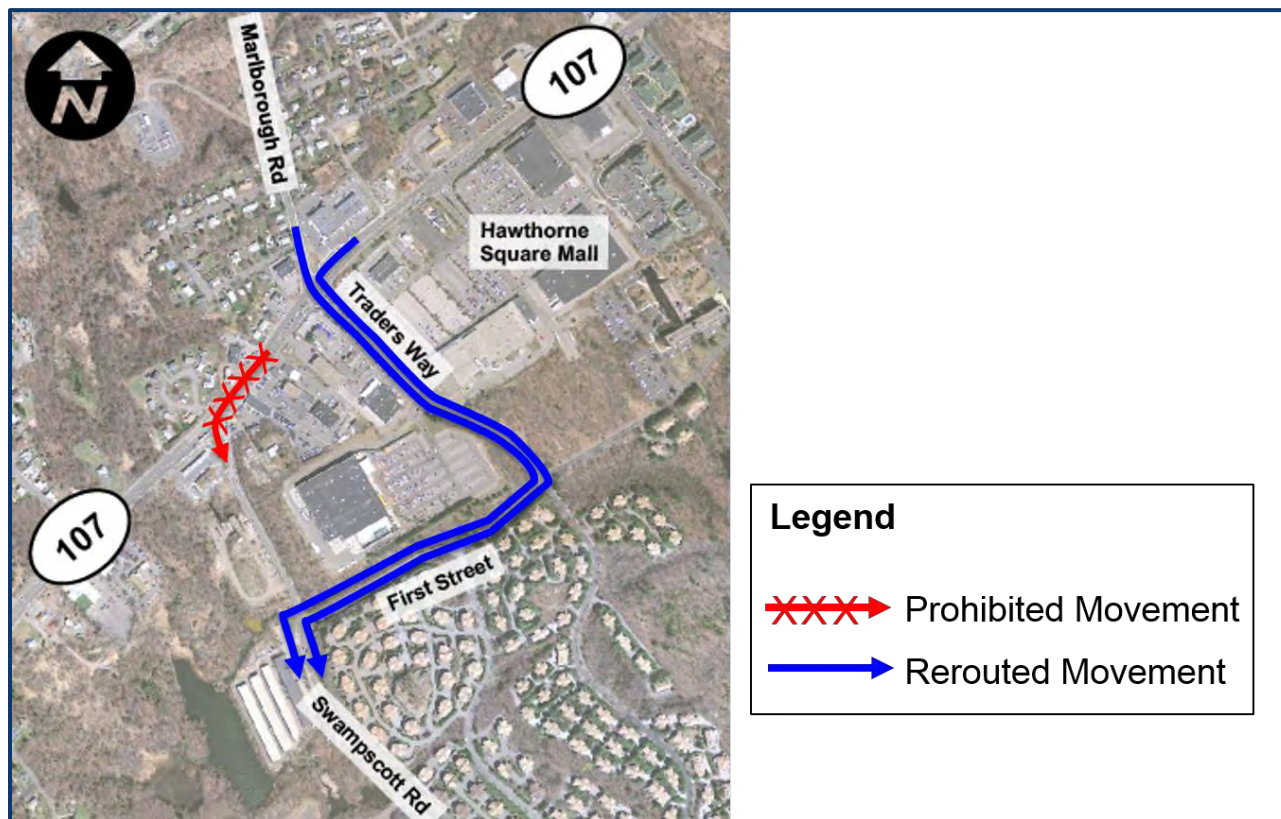 N
Marlborough Rd
107
Hawthorne
Square Mall
Traders Way
107
First Street
Swampscott Rd
Legend
Prohibited Movement
Rerouted Movement